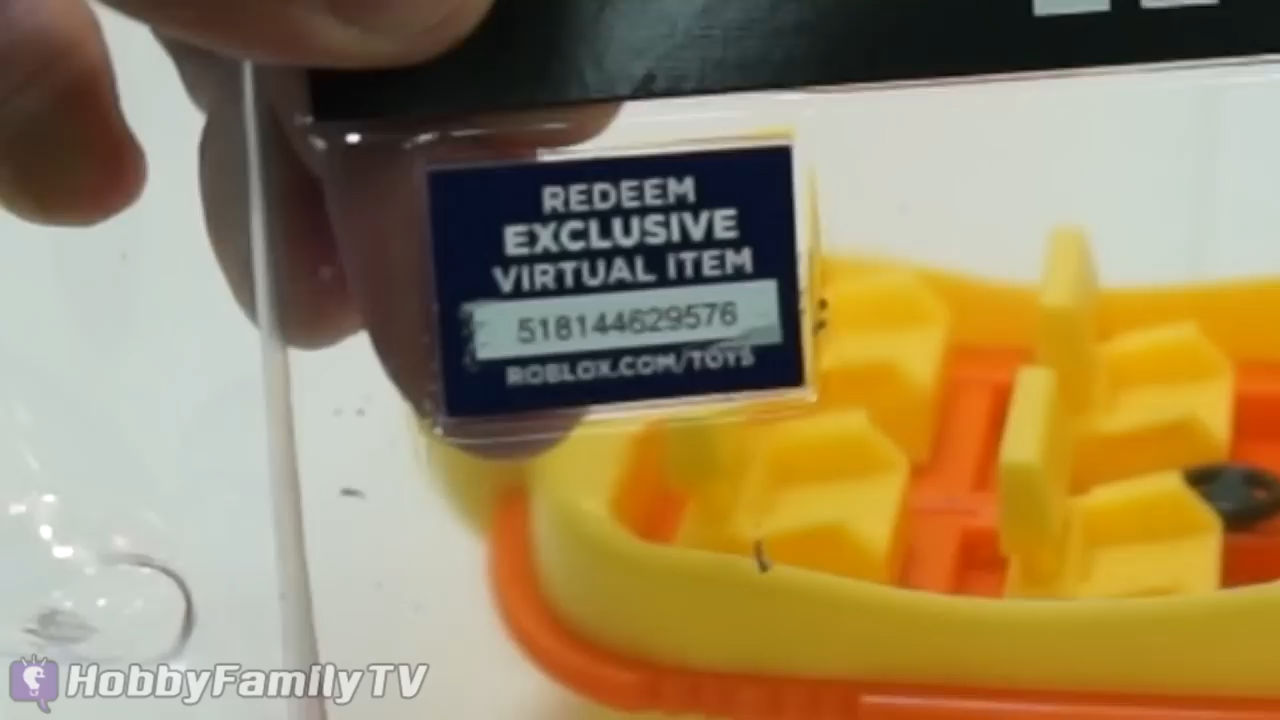 REDEEM
EXCLUSIVE
VIRTUAL ITEM
518144629576
ROBLOX.COM/TOYS
HobbyFamilyTV